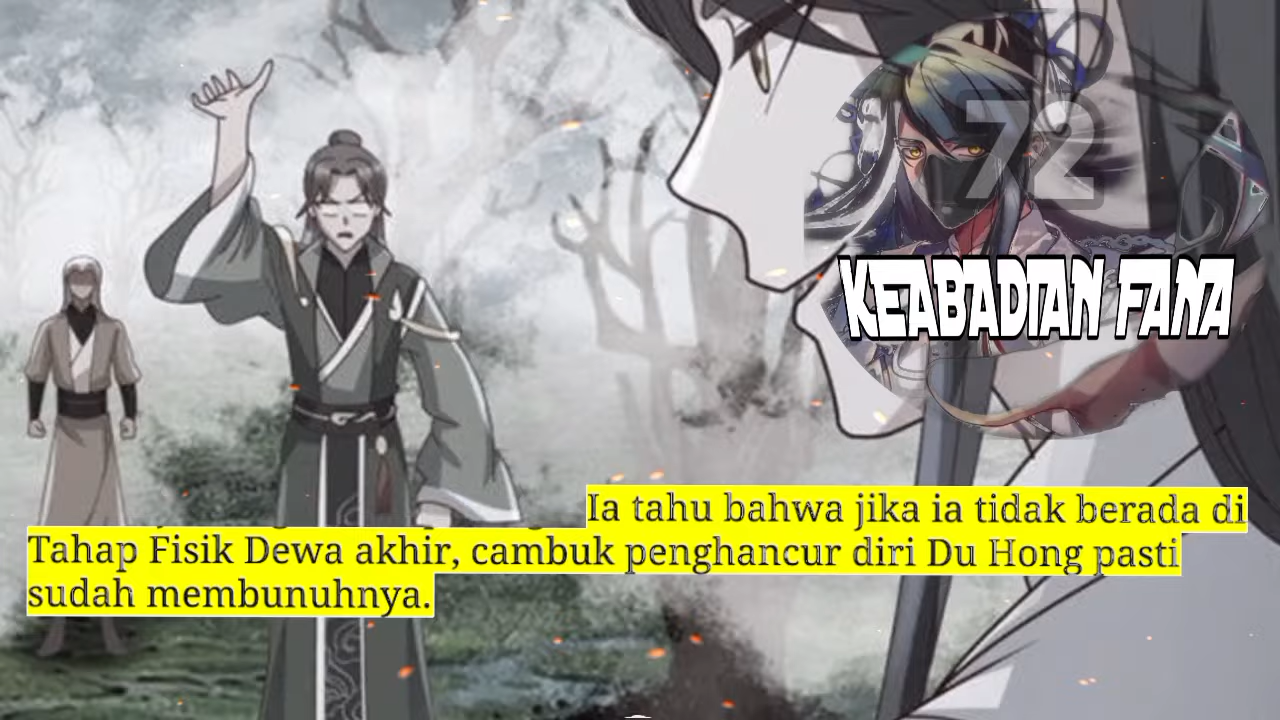 72
KEABADIAN FANA
Ia tahu bahwa jika ia tidak berada di
Tahap Fisik Dewa akhir, cambuk penghancur diri Du Hong pasti
sudah membunuhnya.